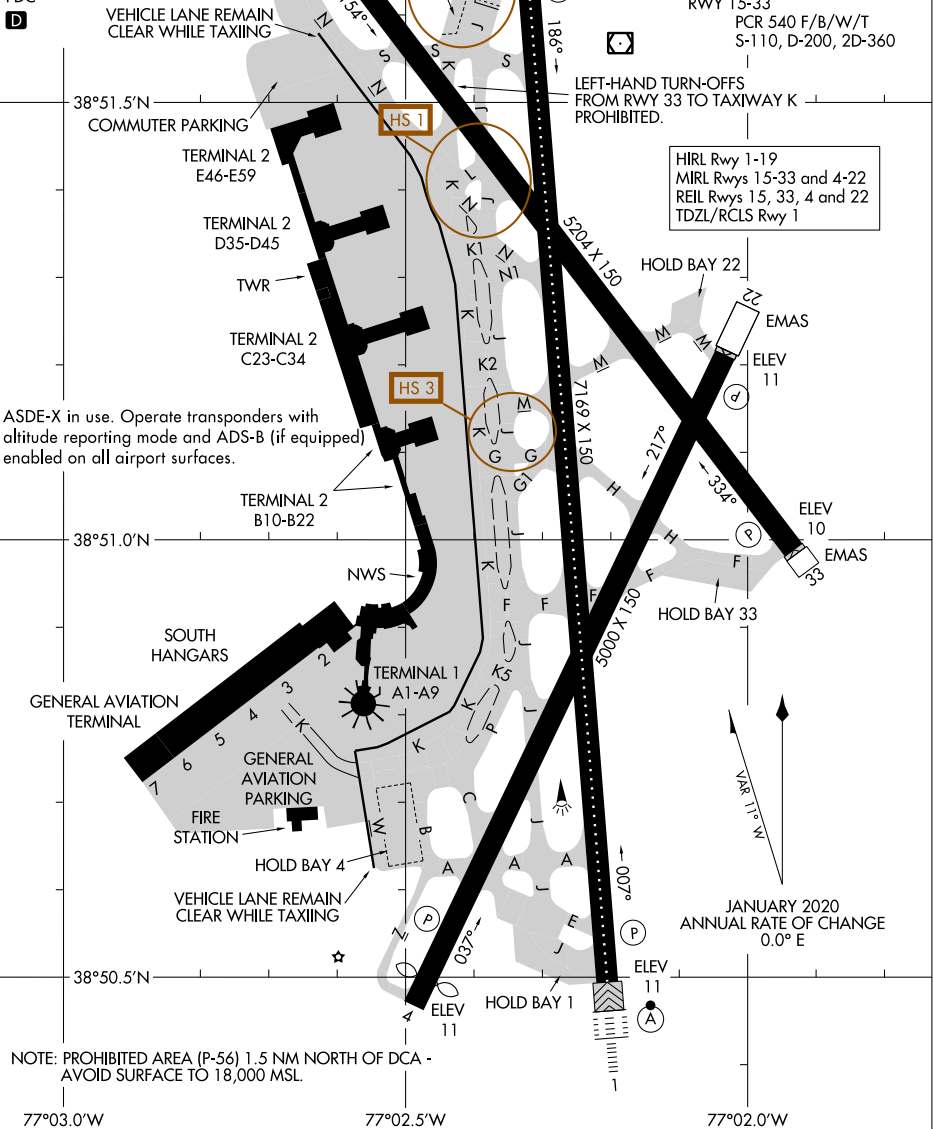 D
VEHICLE LANE REMAIN
CLEAR WHILE TAXIING
RWY 15-33
PCR 540 F/B/W/T
S-110, D-200, 2D-360
154°
186°
N
S
S
S
K
N
J
LEFT-HAND TURN-OFFS
FROM RWY 33 TO TAXIWAY K
PROHIBITED.
38°51.5'N
COMMUTER PARKING
HS 1
TERMINAL 2
E46-E59
HIRL Rwy 1-19
MIRL Rwys 15-33 and 4-22
REIL Rwys 15, 33, 4 and 22
TDZL/RCLS Rwy 1
L
K
J
N
TERMINAL 2
D35-D45
J
K1
N
N1
5204 X 150
HOLD BAY 22
TWR
22
EMAS
K
J
M
M
M
TERMINAL 2
C23-C34
K2
ELEV
11
HS 3
P
M
7169 X 150
ASDE-X in use. Operate transponders with
altitude reporting mode and ADS-B (if equipped)
enabled on all airport surfaces.
K
J
G
G
G1
217°
334°
H
TERMINAL 2
B10-B22
ELEV
10
38°51.0'N
J
H
P
EMAS
33
NWS
K
F
F
F
F
F
F
HOLD BAY 33
5000 X 150
SOUTH
HANGARS
2
J
TERMINAL 1
A1-A9
K5
GENERAL AVIATION
TERMINAL
3
4
5
6
7
K
K
P
J
K
VAR 11° W
GENERAL
AVIATION
PARKING
FIRE
STATION
C
W
B
J
HOLD BAY 4
A
A
A
J
007°
VEHICLE LANE REMAIN
CLEAR WHILE TAXIING
JANUARY 2020
ANNUAL RATE OF CHANGE
0.0° E
P
Z
037°
E
J
P
38°50.5'N
HOLD BAY 1
ELEV
11
4
ELEV
11
A
NOTE: PROHIBITED AREA (P-56) 1.5 NM NORTH OF DCA -
AVOID SURFACE TO 18,000 MSL.
1
77°03.0'W
77°02.5'W
77°02.0'W